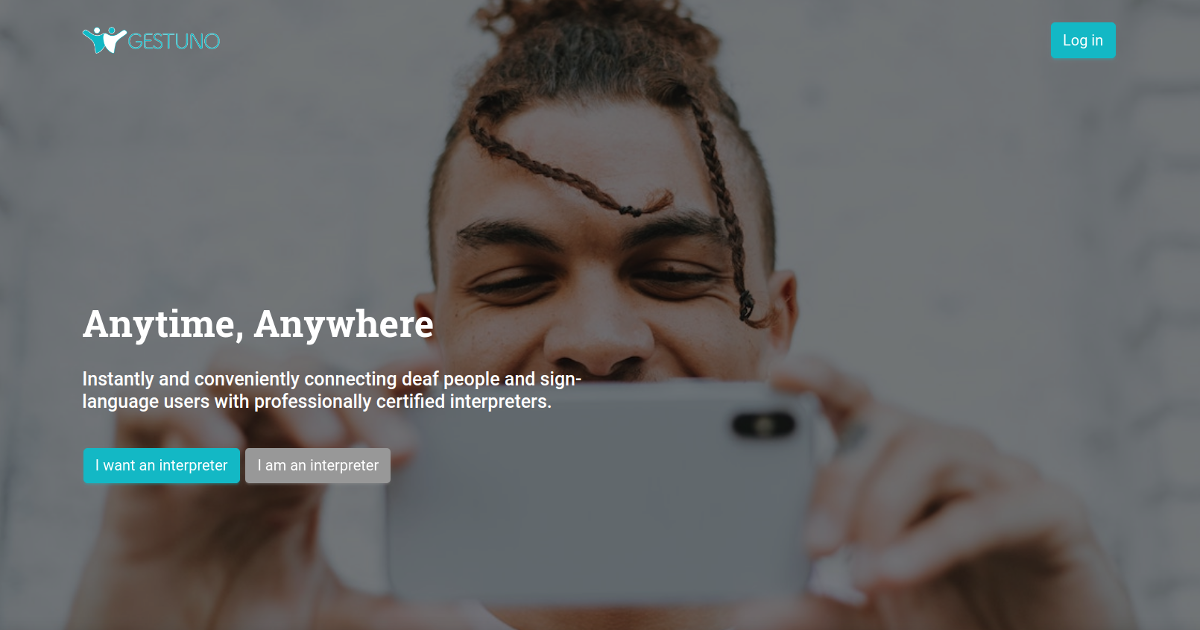 GESTUNO
Log in
Anytime, Anywhere
Instantly and conveniently connecting deaf people and sign-
language users with professionally certified interpreters.
I want an interpreter
I am an interpreter